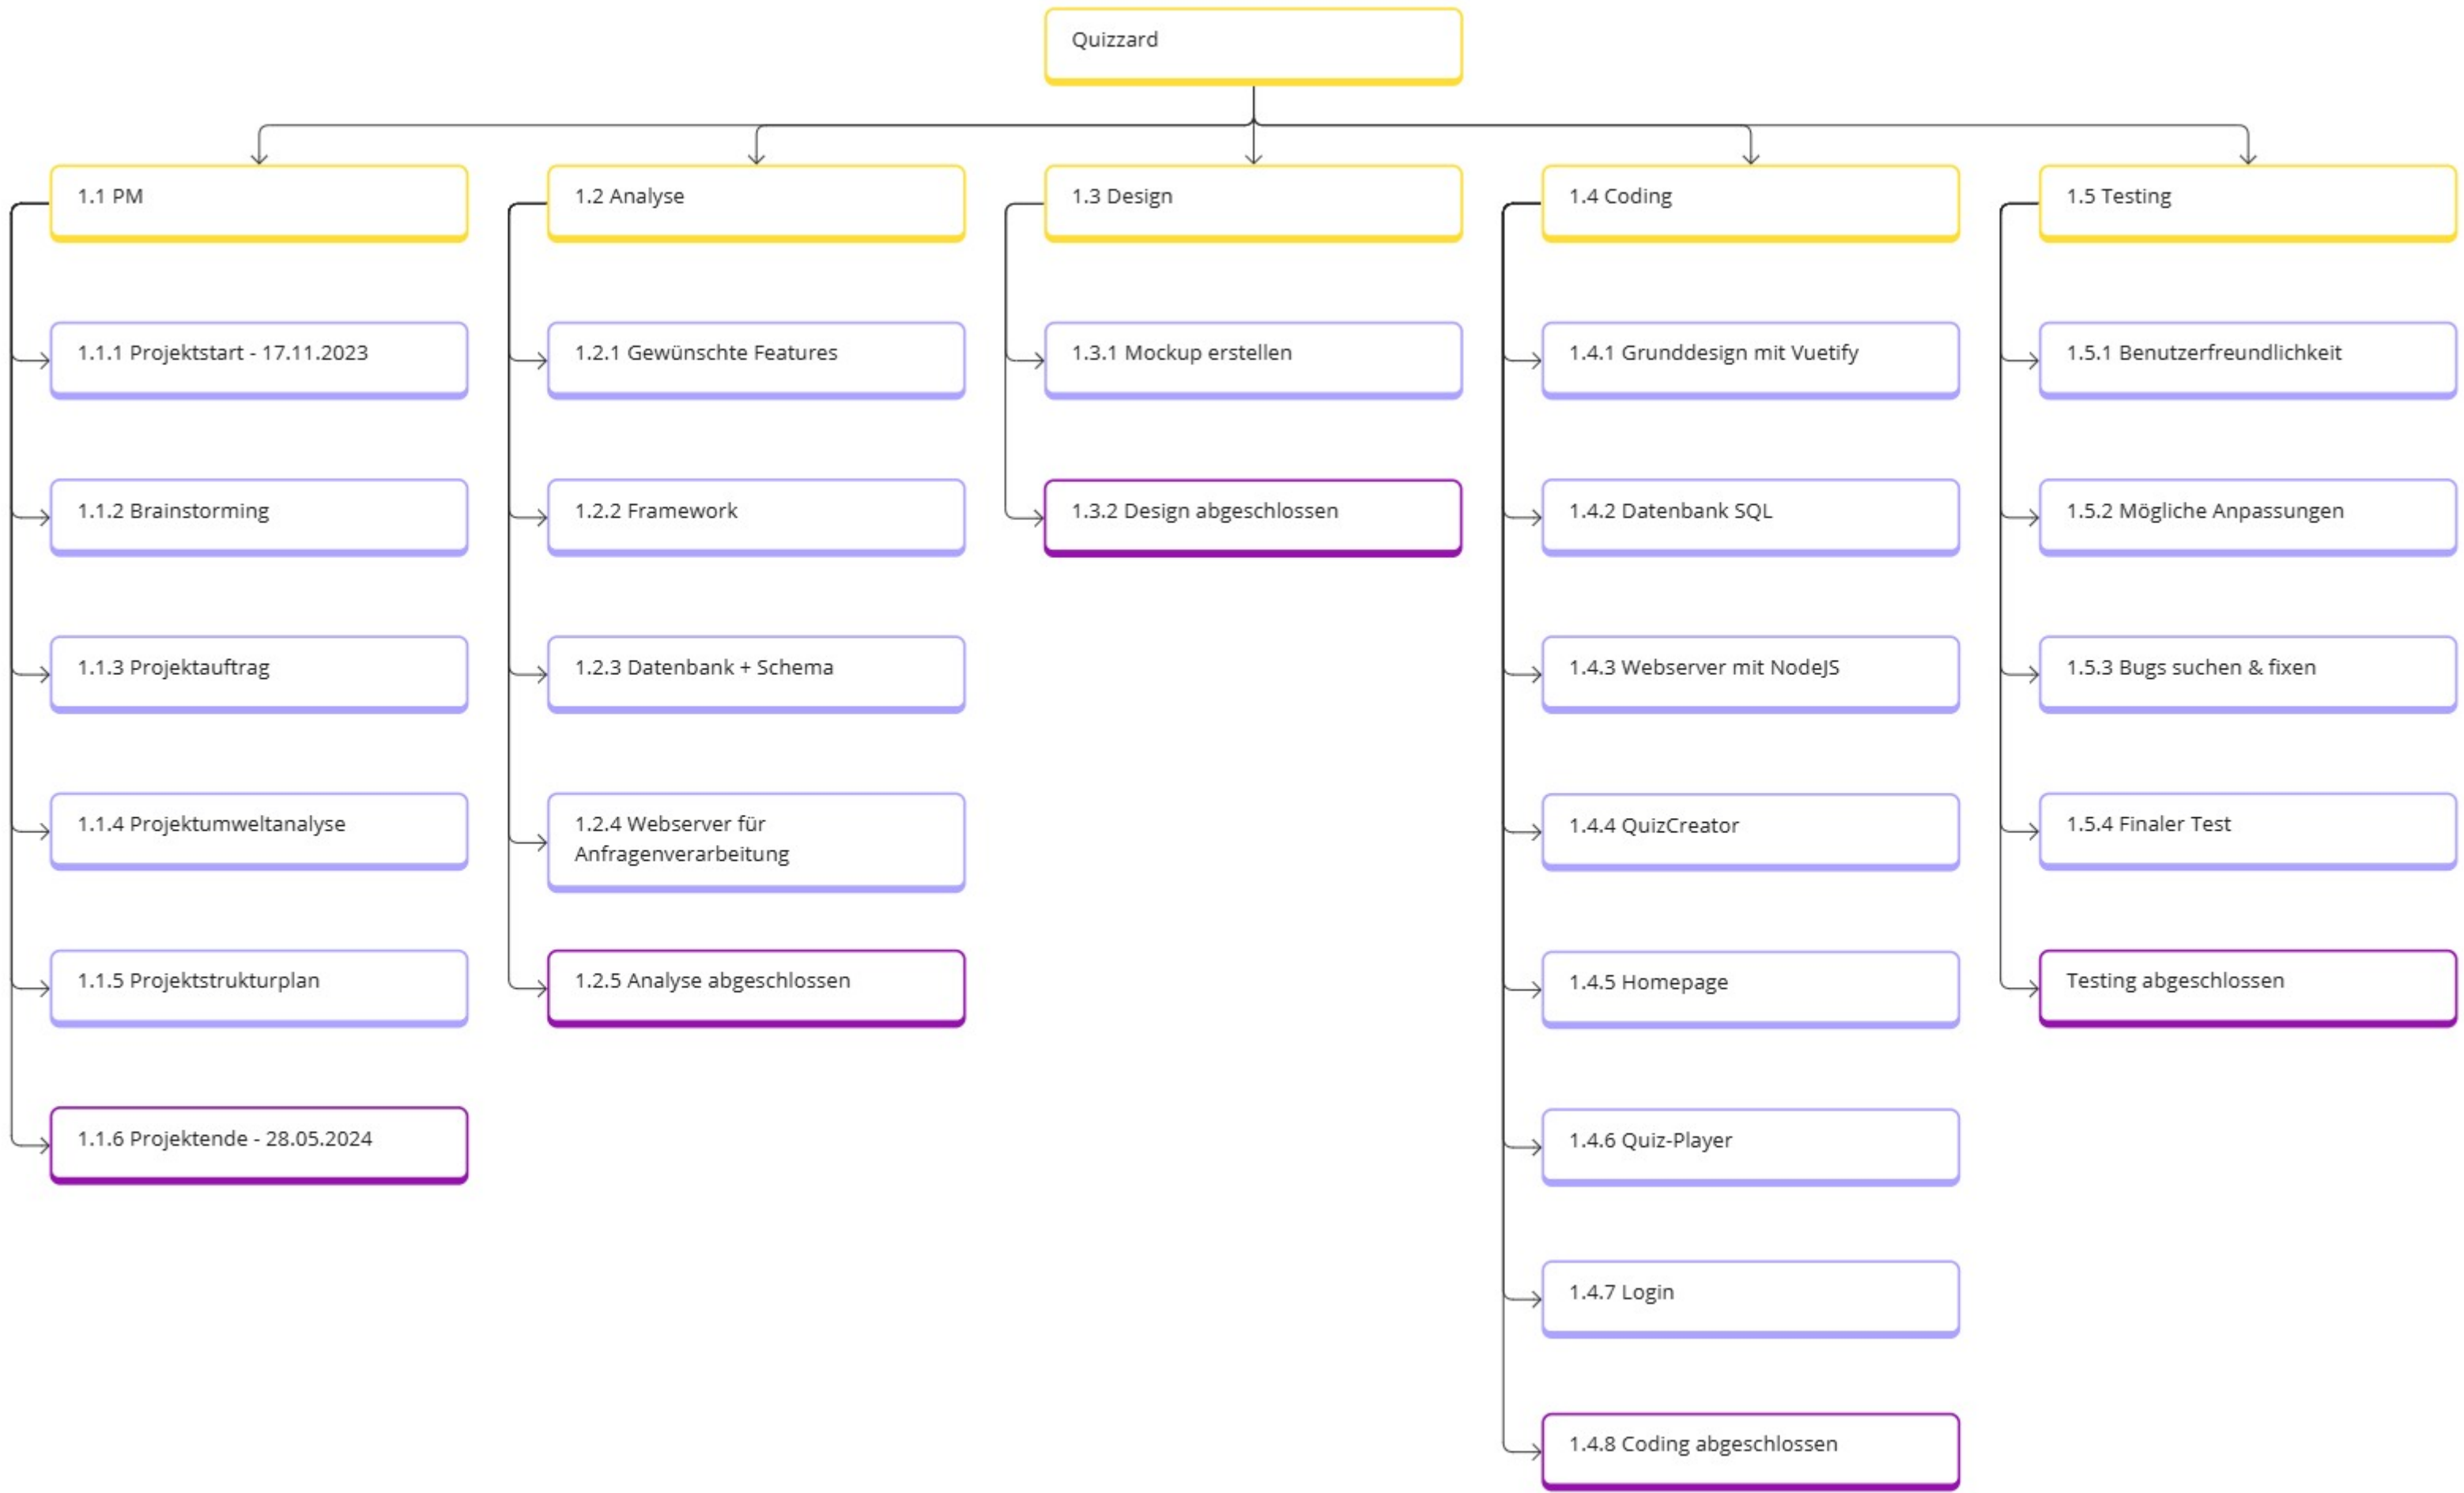 Quizzard
1.1 PM
1.1.1 Projektstart - 17.11.2023
1.1.2 Brainstorming
1.1.3 Projektauftrag
1.1.4 Projektumweltanalyse
1.1.5 Projektstrukturplan
1.1.6 Projektende - 28.05.2024
1.2 Analyse
1.2.1 Gewünschte Features
1.2.2 Framework
1.2.3 Datenbank + Schema
1.2.4 Webserver für
Anfragenverarbeitung
1.2.5 Analyse abgeschlossen
1.3 Design
1.3.1 Mockup erstellen
1.3.2 Design abgeschlossen
1.4 Coding
1.4.1 Grunddesign mit Vuetify
1.4.2 Datenbank SQL
1.4.3 Webserver mit NodeJS
1.4.4 QuizCreator
1.4.5 Homepage
1.4.6 Quiz-Player
1.4.7 Login
1.4.8 Coding abgeschlossen
1.5 Testing
1.5.1 Benutzerfreundlichkeit
1.5.2 Mögliche Anpassungen
1.5.3 Bugs suchen & fixen
1.5.4 Finaler Test
Testing abgeschlossen